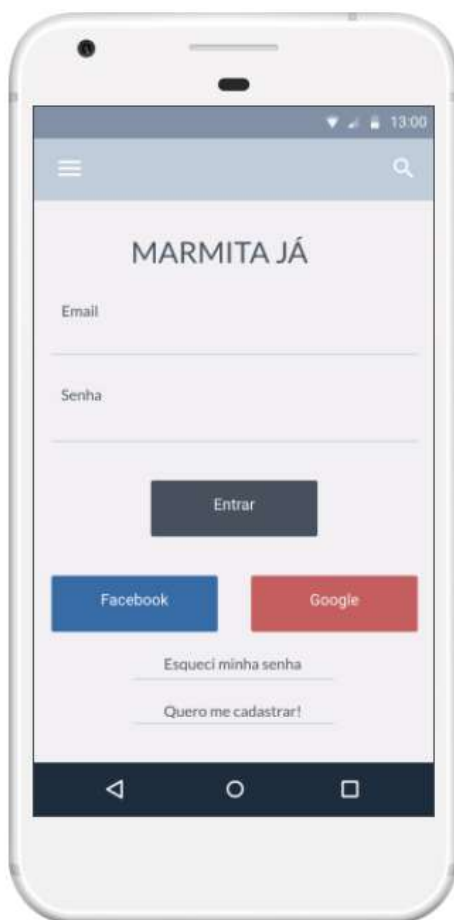 13:00
MARMITA JÁ
Email
Senha
Entrar
Facebook Google
Esqueci minha senha
Quero me cadastrar!